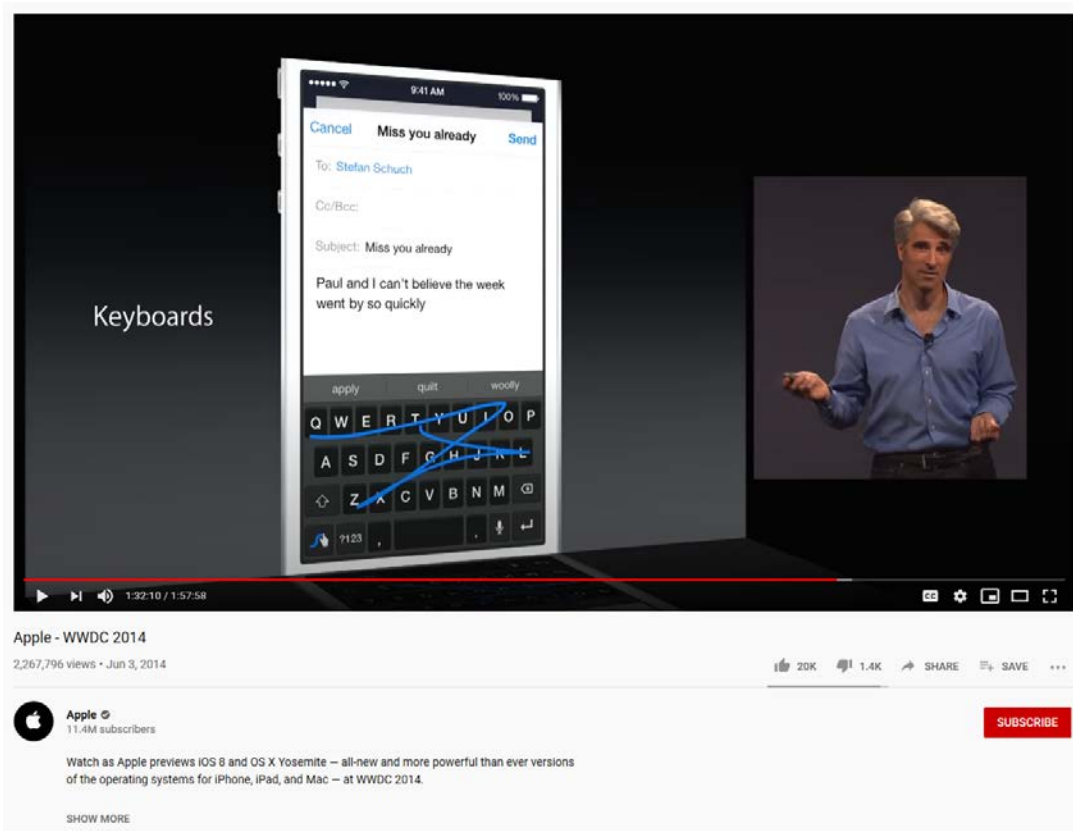 9:41 AM
100%
Cancel Miss you already Send
To: Stefan Schuch
Cc/Bcc:
Subject: Miss you already
Paul and I can't believe the week
went by so quickly
Keyboards
apply quilt woolly
Q W E R T Y U I O P
A S D F G H J K L
Z X C V B N M
?123 , .
1:32:10 / 1:57:58
CC
Apple - WWDC 2014
2,267,796 views • Jun 3, 2014
20K 1.4K SHARE SAVE
Apple
11.4M subscribers
SUBSCRIBE
Watch as Apple previews iOS 8 and OS X Yosemite — all-new and more powerful than ever versions
of the operating systems for iPhone, iPad, and Mac — at WWDC 2014.
SHOW MORE